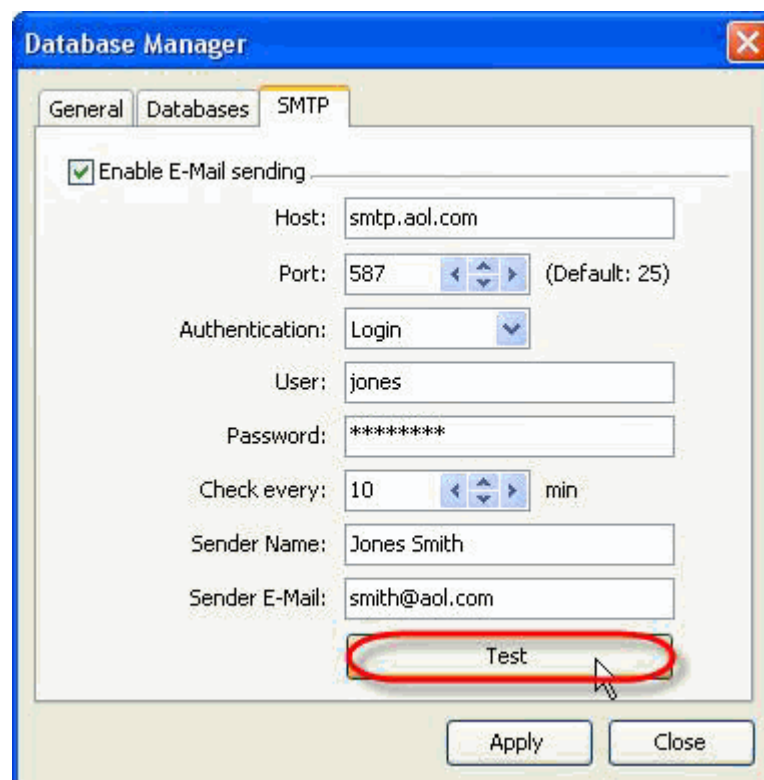 Database Manager
General Databases SMTP
Enable E-Mail sending
Host: smtp.aol.com
Port: 587 (Default: 25)
Authentication: Login
User: jones
Password: ********
Check every: 10 min
Sender Name: Jones Smith
Sender E-Mail: smith@aol.com
Test
Apply Close